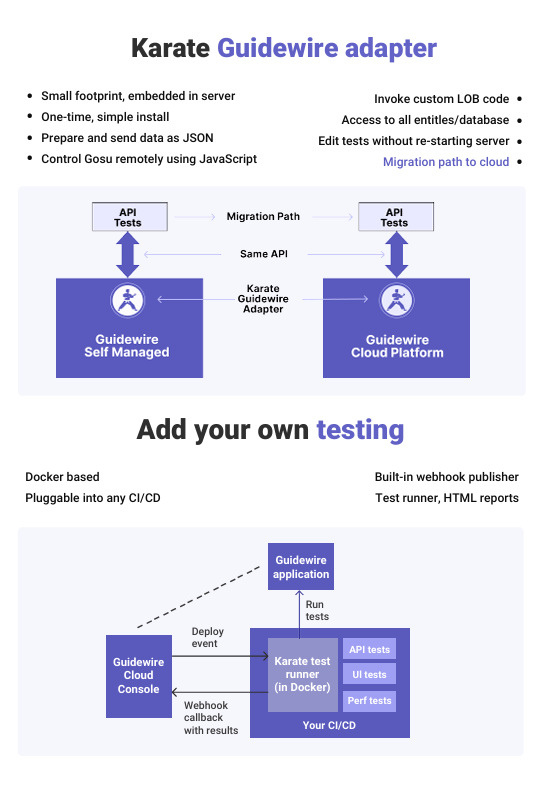 Karate Guidewire adapter
• Small footprint, embedded in server
• One-time, simple install
• Prepare and send data as JSON
• Control Gosu remotely using JavaScript
Invoke custom LOB code •
Access to all entitles/database •
Edit tests without re-starting server •
Migration path to cloud •
API
Tests
Migration Path
API
Tests
Same API
Karate
Guidewire
Adapter
Guidewire
Self Managed
Guidewire
Cloud Platform
Add your own testing
Docker based
Pluggable into any CI/CD
Built-in webhook publisher
Test runner, HTML reports
Guidewire
application
Run
tests
Deploy
event
Guidewire
Cloud
Console
Karate test
runner
(in Docker)
API tests
UI tests
Perf tests
Webhook
callback
with results
Your CI/CD